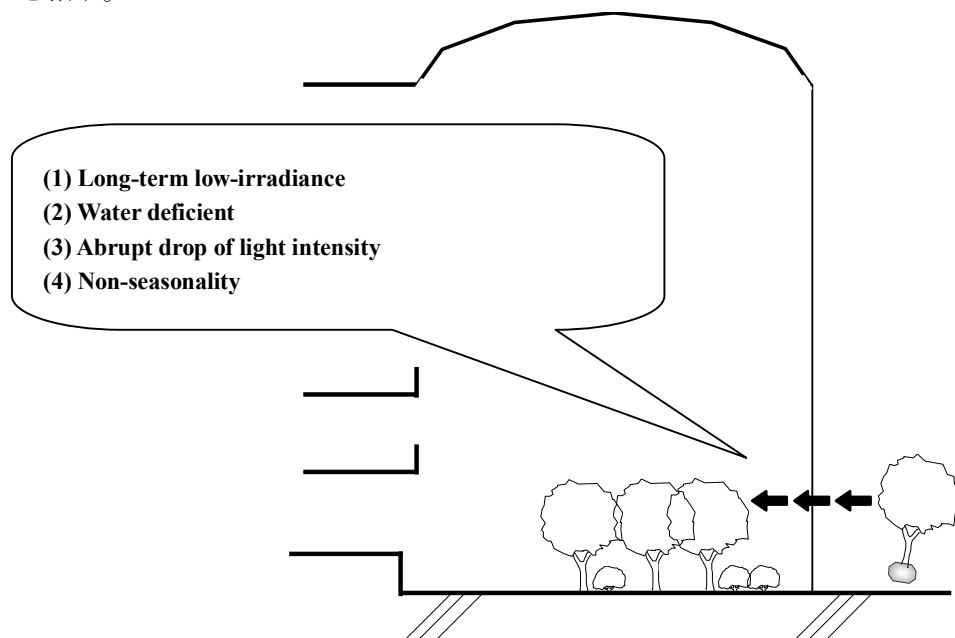 (1) Long-term low-irradiance
(2) Water deficient
(3) Abrupt drop of light intensity
(4) Non-seasonality